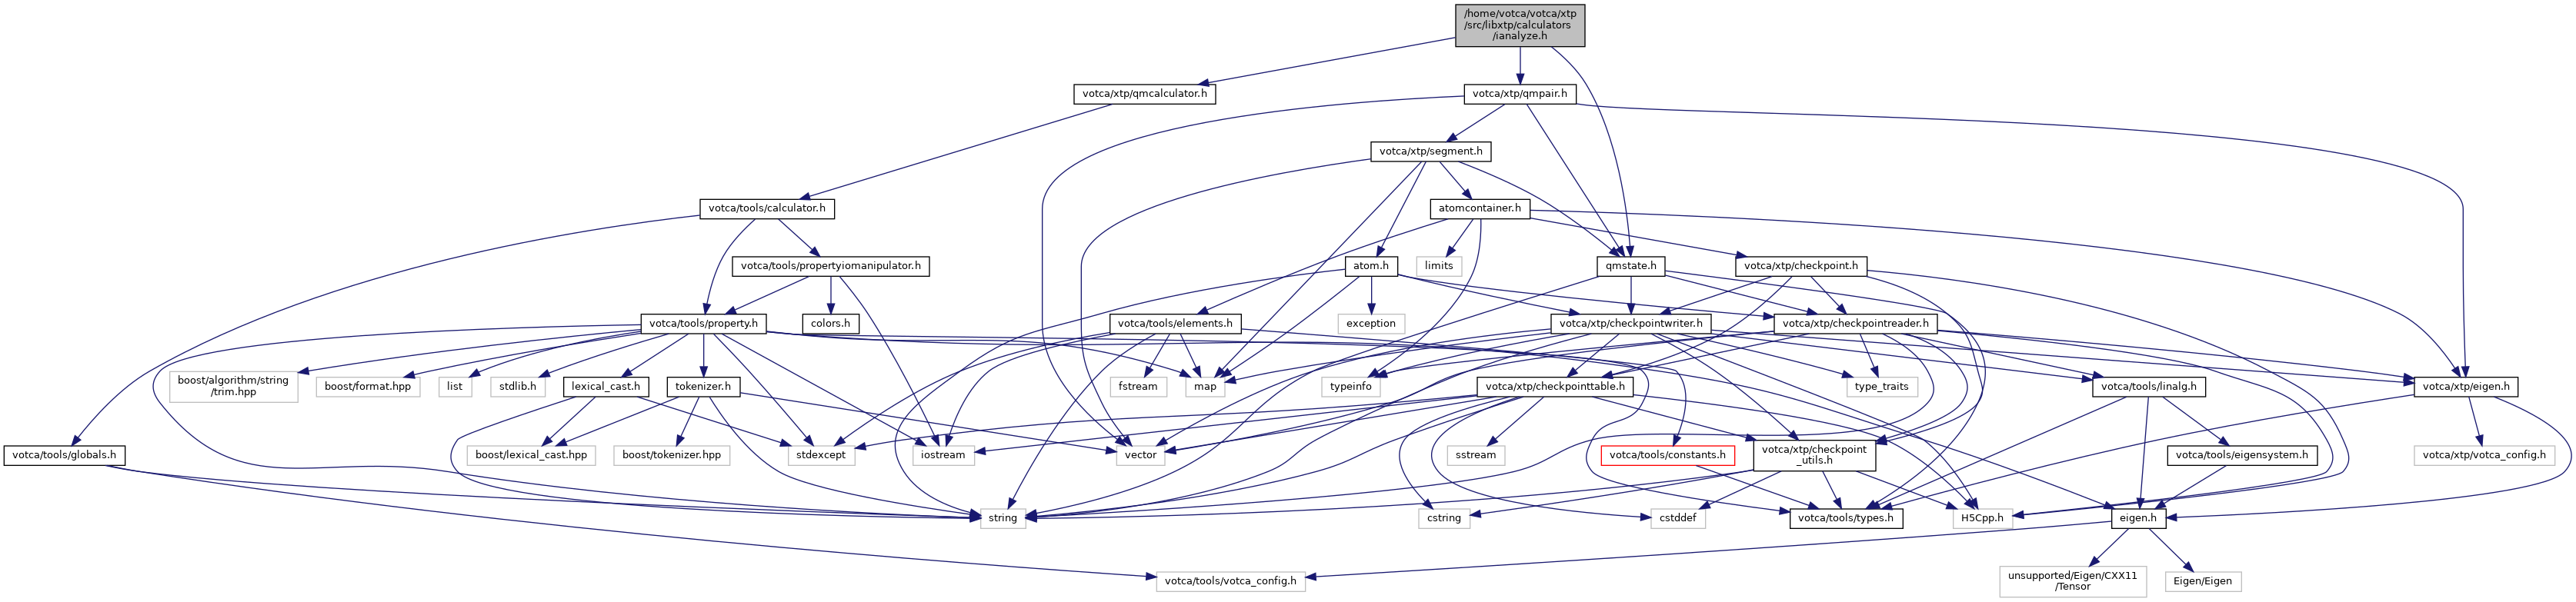 /home/votca/votca/xtp
/src/libxtp/calculators
/ianalyze.h
votca/xtp/qmcalculator.h
votca/xtp/qmpair.h
votca/xtp/segment.h
votca/tools/calculator.h
atomcontainer.h
votca/tools/propertyiomanipulator.h
atom.h
limits
qmstate.h
votca/xtp/checkpoint.h
votca/tools/property.h
colors.h
votca/tools/elements.h
exception
votca/xtp/checkpointwriter.h
votca/xtp/checkpointreader.h
boost/algorithm/string
/trim.hpp
boost/format.hpp
list
stdlib.h
lexical_cast.h
tokenizer.h
fstream
map
typeinfo
votca/xtp/checkpointtable.h
type_traits
votca/tools/linalg.h
votca/xtp/eigen.h
votca/tools/globals.h
boost/lexical_cast.hpp
boost/tokenizer.hpp
stdexcept
iostream
vector
sstream
votca/tools/constants.h
votca/xtp/checkpoint
_utils.h
votca/tools/eigensystem.h
votca/xtp/votca_config.h
string
cstring
cstddef
votca/tools/types.h
H5Cpp.h
eigen.h
votca/tools/votca_config.h
unsupported/Eigen/CXX11
/Tensor
Eigen/Eigen